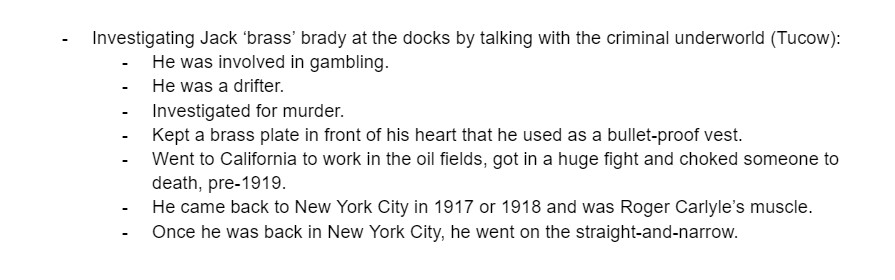 - Investigating Jack ‘brass’ brady at the docks by talking with the criminal underworld (Tucow):
- He was involved in gambling.
- He was a drifter.
- Investigated for murder.
- Kept a brass plate in front of his heart that he used as a bullet-proof vest.
- Went to California to work in the oil fields, got in a huge fight and choked someone to
death, pre-1919.
- He came back to New York City in 1917 or 1918 and was Roger Carlyle’s muscle.
- Once he was back in New York City, he went on the straight-and-narrow.